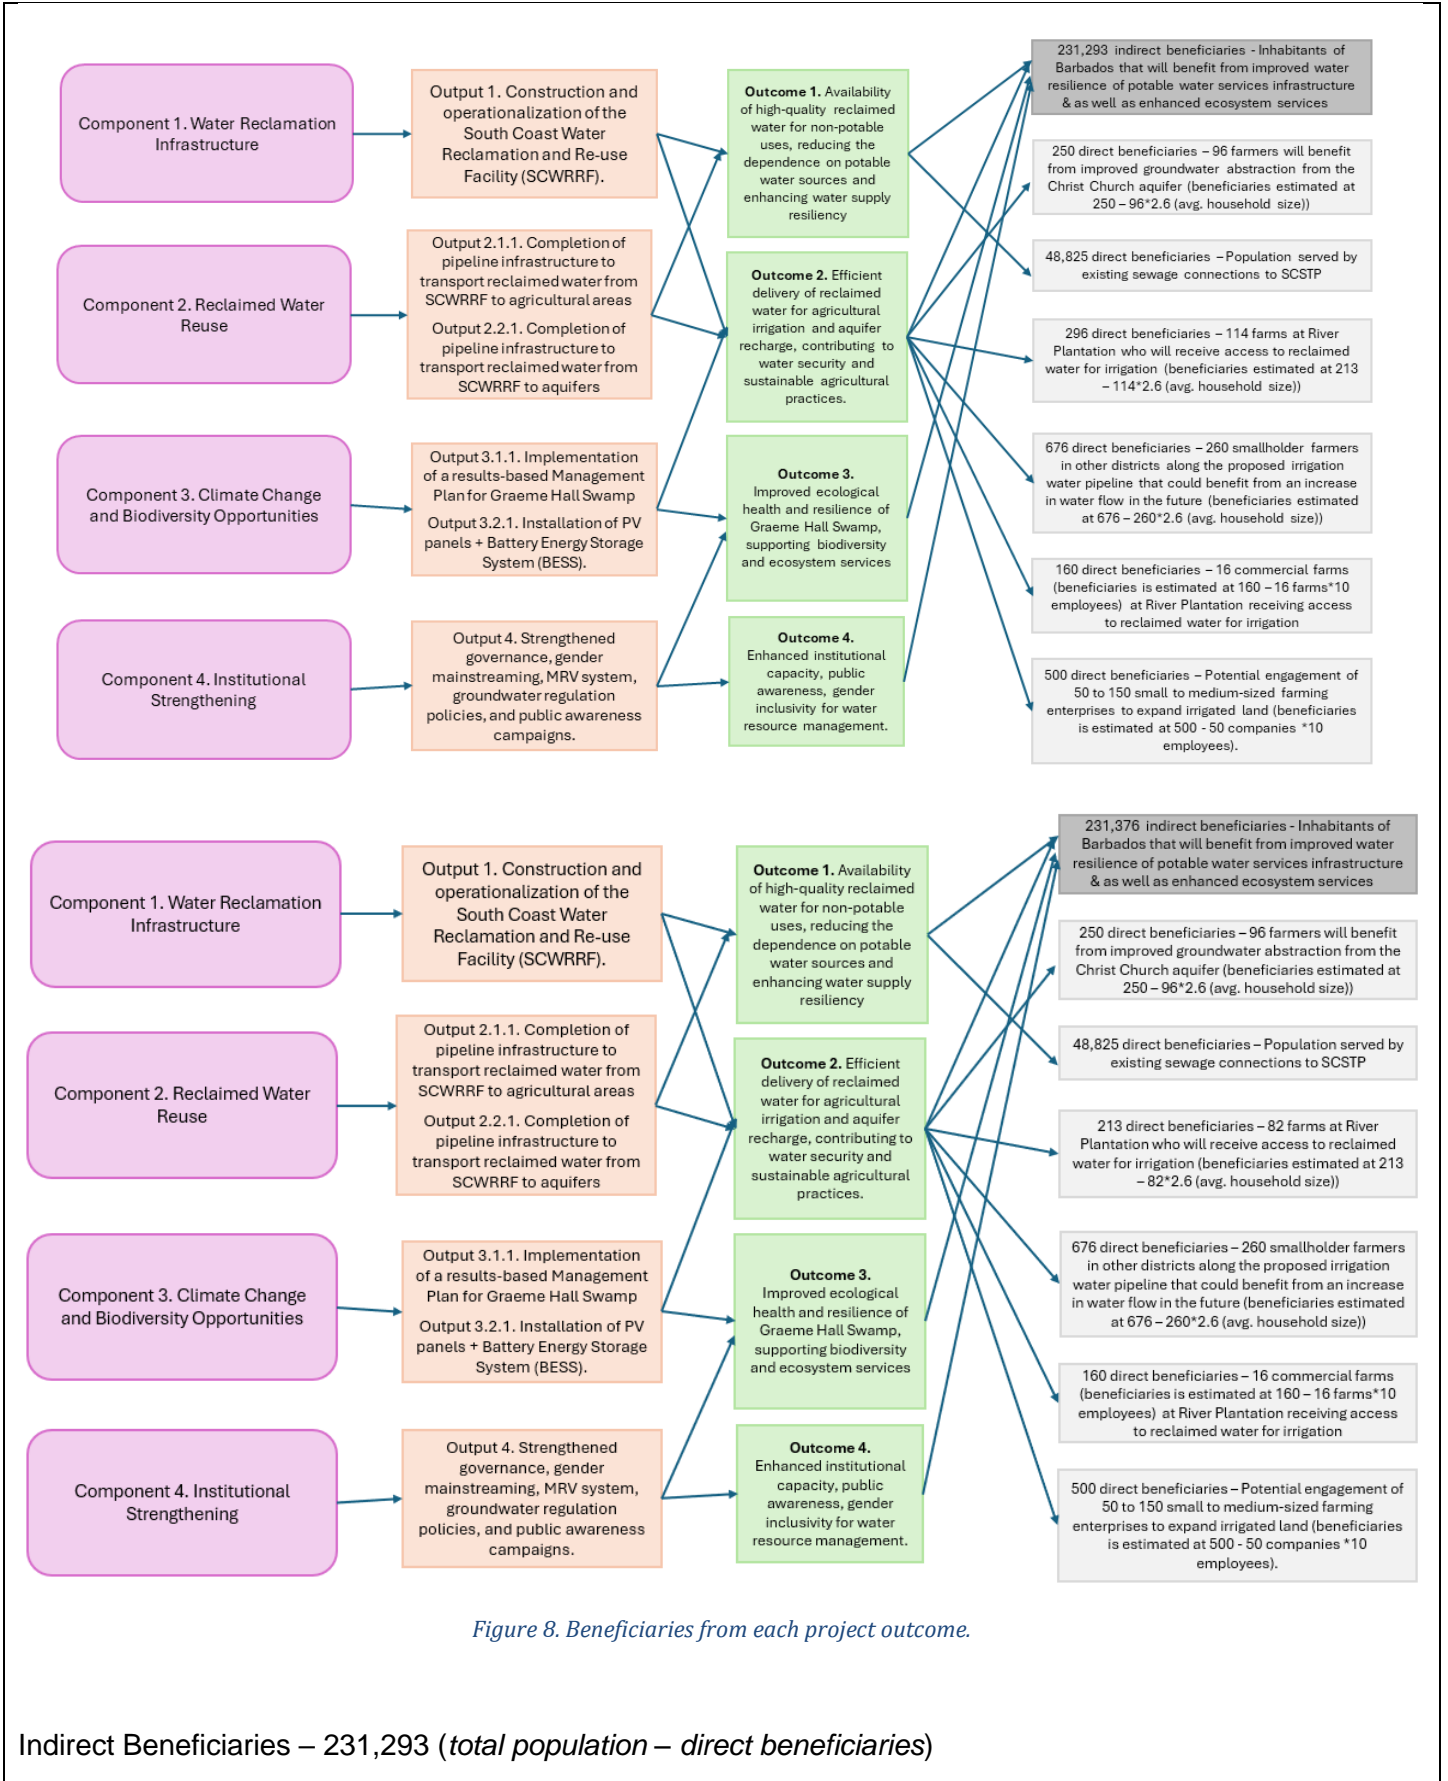 Component 1. Water Reclamation
Infrastructure
Component 2. Reclaimed Water
Reuse
Component 3. Climate Change
and Biodiversity Opportunities
Component 4. Institutional
Strengthening
Output 1. Construction and
operationalization of the
South Coast Water
Reclamation and Re-use
Facility (SCWRRF).
Output 2.1.1. Completion of
pipeline infrastructure to
transport reclaimed water from
SCWRRF to agricultural areas
Output 2.2.1. Completion of
pipeline infrastructure to
transport reclaimed water from
SCWRRF to aquifers
Output 3.1.1. Implementation
of a results-based Management
Plan for Graeme Hall Swamp
Output 3.2.1. Installation of PV
panels + Battery Energy Storage
System (BESS).
Output 4. Strengthened
governance, gender
mainstreaming, MRV system,
groundwater regulation
policies, and public awareness
campaigns.
Outcome 1. Availability
of high-quality reclaimed
water for non-potable
uses, reducing the
dependence on potable
water sources and
enhancing water supply
resiliency
Outcome 2. Efficient
delivery of reclaimed
water for agricultural
irrigation and aquifer
recharge, contributing to
water security and
sustainable agricultural
practices.
Outcome 3.
Improved ecological
health and resilience of
Graeme Hall Swamp,
supporting biodiversity
and ecosystem services
Outcome 4.
Enhanced institutional
capacity, public
awareness, gender
inclusivity for water
resource management.
231,293 indirect beneficiaries - Inhabitants of
Barbados that will benefit from improved water
resilience of potable water services infrastructure
& as well as enhanced ecosystem services
250 direct beneficiaries – 96 farmers will benefit
from improved groundwater abstraction from the
Christ Church aquifer (beneficiaries estimated at
250 – 96*2.6 (avg. household size))
48,825 direct beneficiaries – Population served by
existing sewage connections to SCSTP
296 direct beneficiaries – 114 farms at River
Plantation who will receive access to reclaimed
water for irrigation (beneficiaries estimated at 213
– 114*2.6 (avg. household size))
676 direct beneficiaries – 260 smallholder farmers
in other districts along the proposed irrigation
water pipeline that could benefit from an increase
in water flow in the future (beneficiaries estimated
at 676 – 260*2.6 (avg. household size))
160 direct beneficiaries – 16 commercial farms
(beneficiaries is estimated at 160 – 16 farms*10
employees) at River Plantation receiving access
to reclaimed water for irrigation
500 direct beneficiaries – Potential engagement of
50 to 150 small to medium-sized farming
enterprises to expand irrigated land (beneficiaries
is estimated at 500 - 50 companies *10
employees).
Component 1. Water Reclamation
Infrastructure
Component 2. Reclaimed Water
Reuse
Component 3. Climate Change
and Biodiversity Opportunities
Component 4. Institutional
Strengthening
Output 1. Construction and
operationalization of the
South Coast Water
Reclamation and Re-use
Facility (SCWRRF).
Output 2.1.1. Completion of
pipeline infrastructure to
transport reclaimed water from
SCWRRF to agricultural areas
Output 2.2.1. Completion of
pipeline infrastructure to
transport reclaimed water from
SCWRRF to aquifers
Output 3.1.1. Implementation
of a results-based Management
Plan for Graeme Hall Swamp
Output 3.2.1. Installation of PV
panels + Battery Energy Storage
System (BESS).
Output 4. Strengthened
governance, gender
mainstreaming, MRV system,
groundwater regulation
policies, and public awareness
campaigns.
Outcome 1. Availability
of high-quality reclaimed
water for non-potable
uses, reducing the
dependence on potable
water sources and
enhancing water supply
resiliency
Outcome 2. Efficient
delivery of reclaimed
water for agricultural
irrigation and aquifer
recharge, contributing to
water security and
sustainable agricultural
practices.
Outcome 3.
Improved ecological
health and resilience of
Graeme Hall Swamp,
supporting biodiversity
and ecosystem services
Outcome 4.
Enhanced institutional
capacity, public
awareness, gender
inclusivity for water
resource management.
231,376 indirect beneficiaries - Inhabitants of
Barbados that will benefit from improved water
resilience of potable water services infrastructure
& as well as enhanced ecosystem services
250 direct beneficiaries – 96 farmers will benefit
from improved groundwater abstraction from the
Christ Church aquifer (beneficiaries estimated at
250 – 96*2.6 (avg. household size))
48,825 direct beneficiaries – Population served by
existing sewage connections to SCSTP
213 direct beneficiaries – 82 farms at River
Plantation who will receive access to reclaimed
water for irrigation (beneficiaries estimated at 213
– 82*2.6 (avg. household size))
676 direct beneficiaries – 260 smallholder farmers
in other districts along the proposed irrigation
water pipeline that could benefit from an increase
in water flow in the future (beneficiaries estimated
at 676 – 260*2.6 (avg. household size))
160 direct beneficiaries – 16 commercial farms
(beneficiaries is estimated at 160 – 16 farms*10
employees) at River Plantation receiving access
to reclaimed water for irrigation
500 direct beneficiaries – Potential engagement of
50 to 150 small to medium-sized farming
enterprises to expand irrigated land (beneficiaries
is estimated at 500 - 50 companies *10
employees).
Figure 8. Beneficiaries from each project outcome.
Indirect Beneficiaries – 231,293 (total population – direct beneficiaries)